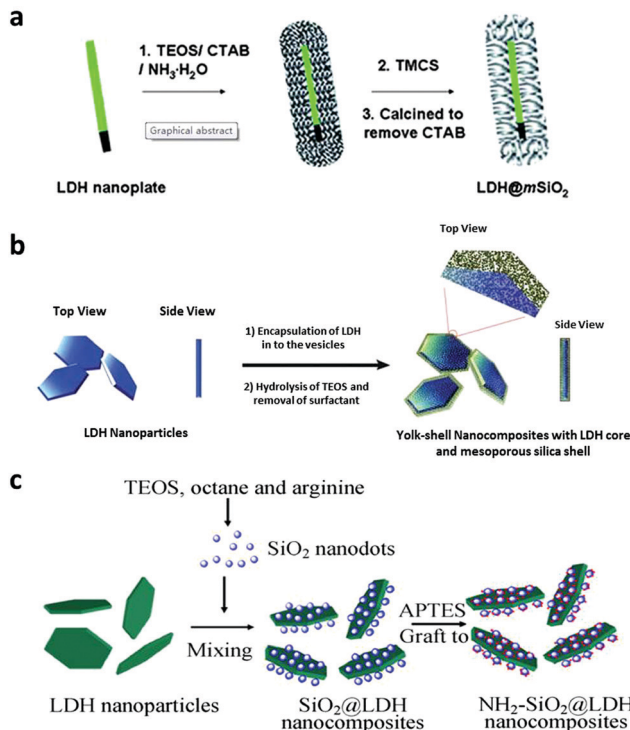 a
1. TEOS/ CTAB
/ NH₃·H₂O
Graphical abstract
2. TMCS
3. Calcined to
remove CTAB
LDH nanoplate
LDH@mSiO₂
b
Top View
Top View
Side View
1) Encapsulation of LDH
in to the vesicles
2) Hydrolysis of TEOS and
removal of surfactant
Side View
LDH Nanoparticles
Yolk-shell Nanocomposites with LDH core
and mesoporous silica shell
c
TEOS, octane and arginine
SiO₂ nanodots
Mixing
APTES
Graft to
LDH nanoparticles
SiO₂@LDH
nanocomposites
NH₂-SiO₂@LDH
nanocomposites